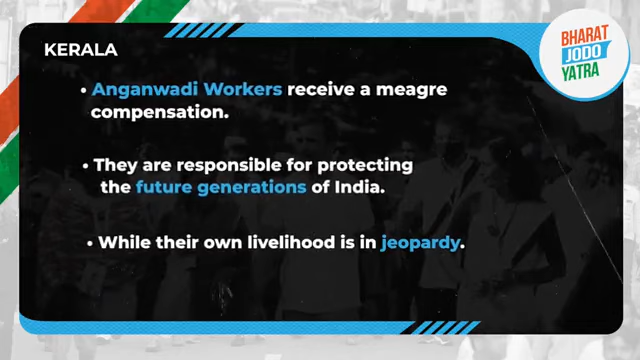 KERALA
BHARAT
JODO
YATRA
• Anganwadi Workers receive a meagre
compensation.
• They are responsible for protecting
the future generations of India.
• While their own livelihood is in jeopardy.